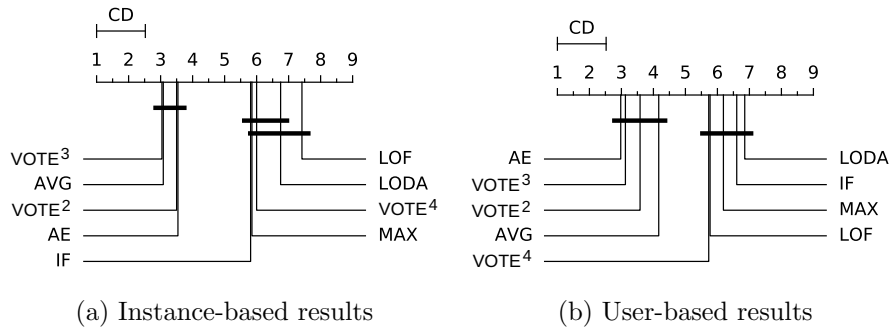 CD
1 2 3 4 5 6 7 8 9
VOTE³
AVG
VOTE²
AE
IF
LOF
LODA
VOTE⁴
MAX
(a) Instance-based results
CD
1 2 3 4 5 6 7 8 9
AE
VOTE³
VOTE²
AVG
VOTE⁴
LODA
IF
MAX
LOF
(b) User-based results